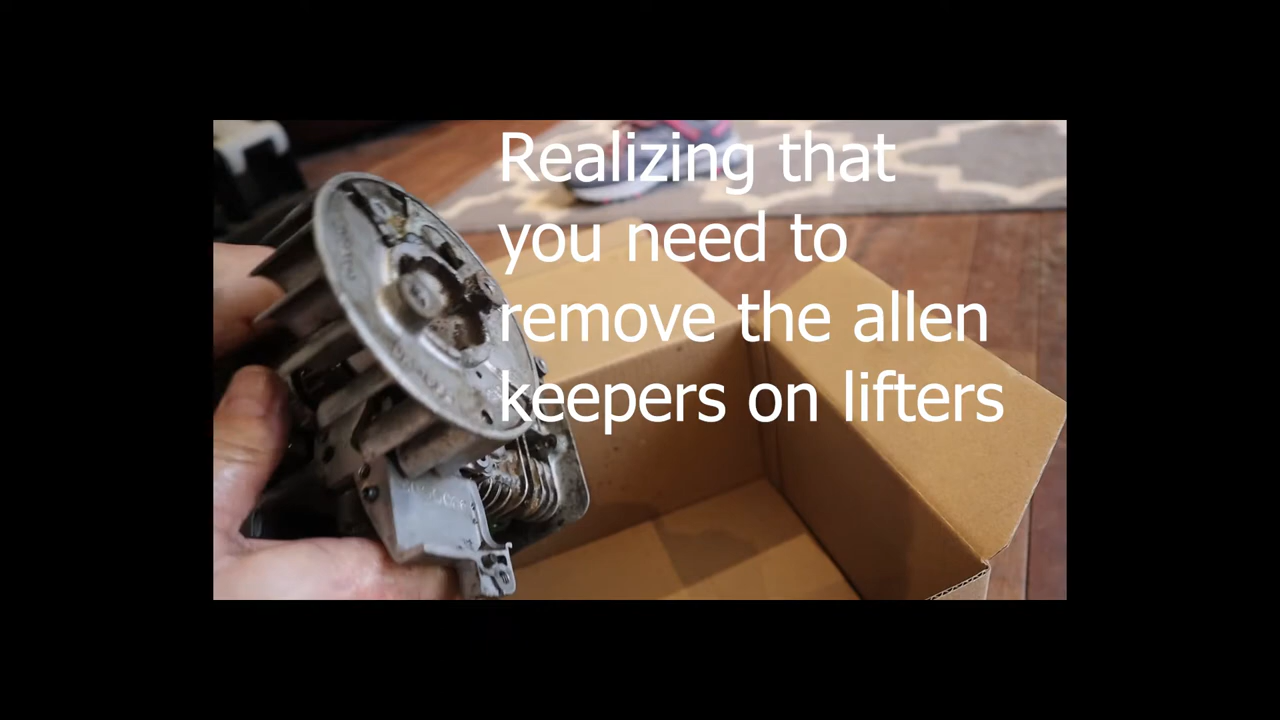 Realizing that
you need to
remove the allen
keepers on lifters